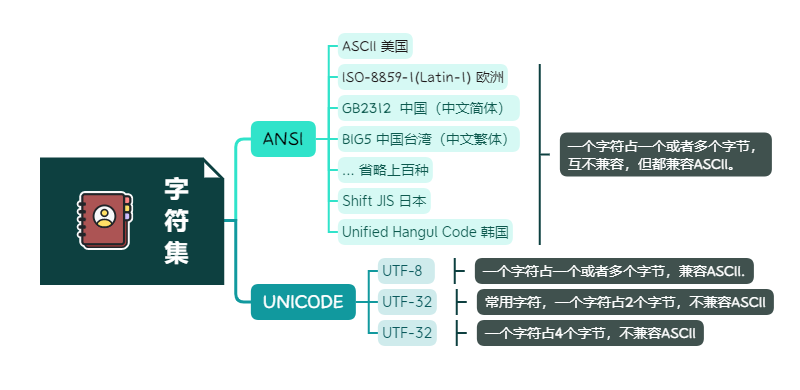 字符集
ANSI
ASCII 美国
ISO-8859-1(Latin-1) 欧洲
GB2312 中国（中文简体）
BIG5 中国台湾（中文繁体）
... 省略上百种
Shift JIS 日本
Unified Hangul Code 韩国
一个字符占一个或者多个字节，
互不兼容，但都兼容ASCII。
UNICODE
UTF-8
一个字符占一个或者多个字节，兼容ASCII.
UTF-32
常用字符，一个字符占2个字节，不兼容ASCII
UTF-32
一个字符占4个字节，不兼容ASCII